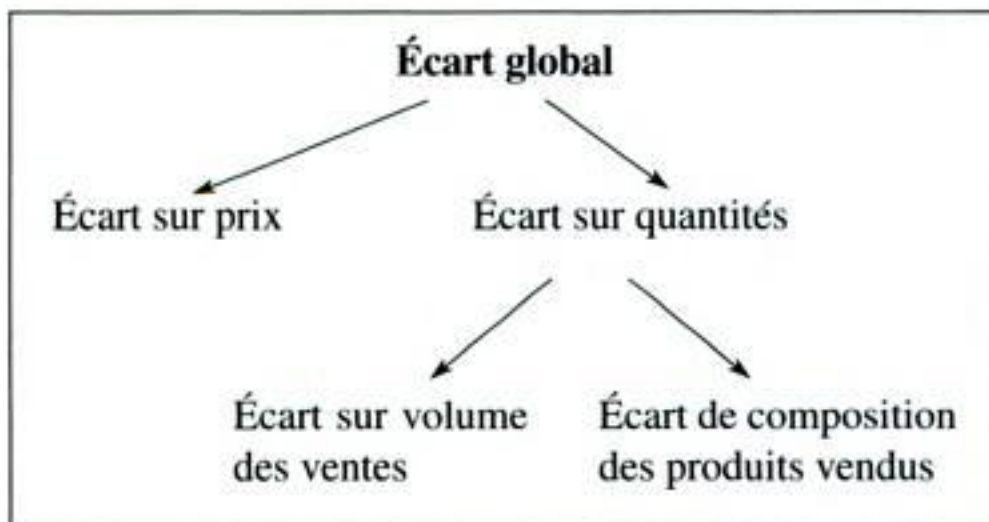 Écart global
Écart sur prix
Écart sur quantités
Écart sur volume
des ventes
Écart de composition
des produits vendus